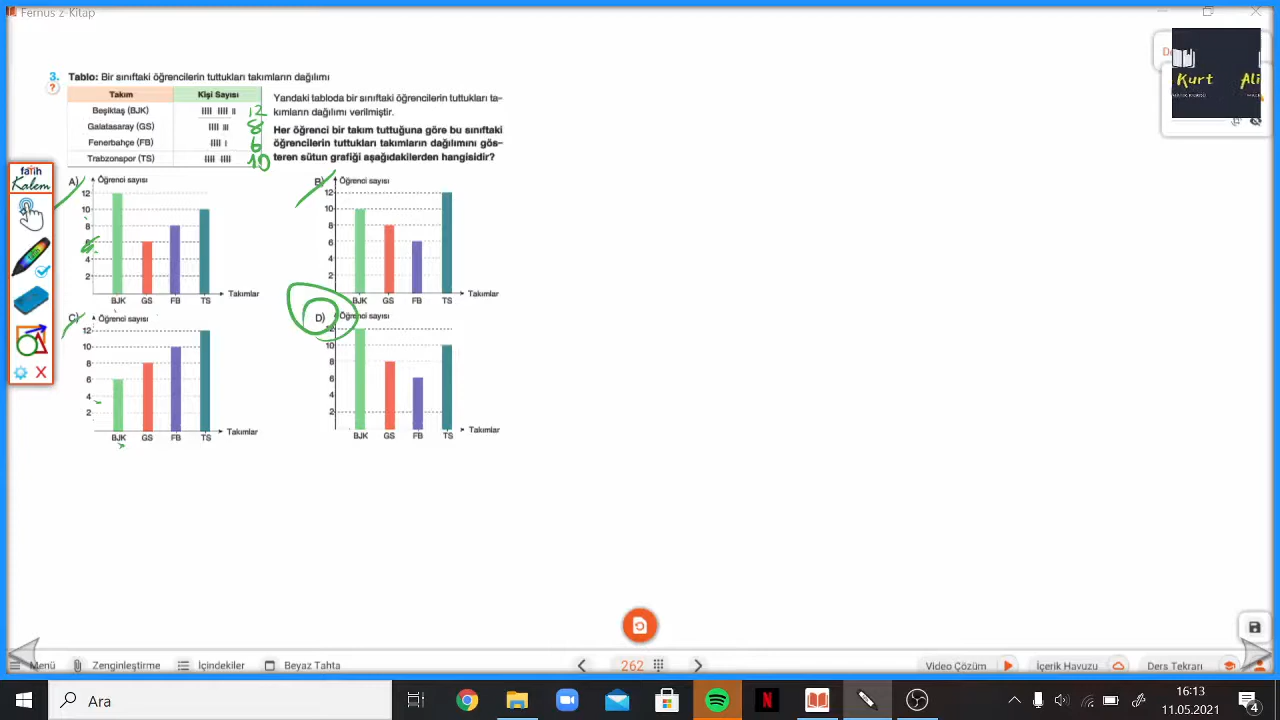 Fernus z-Kitap
Kurt Ali
3. Tablo: Bir sınıftaki öğrencilerin tuttukları takımların dağılımı
?
Takım Kişi Sayısı
Beşiktaş (BJK) 12
Galatasaray (GS) 8
Fenerbahçe (FB) 6
Trabzonspor (TS) 10
Yandaki tabloda bir sınıftaki öğrencilerin tuttukları ta-
kımların dağılımı verilmiştir.
Her öğrenci bir takım tuttuğuna göre bu sınıftaki
öğrencilerin tuttukları takımların dağılımını gös-
teren sütun grafiği aşağıdakilerden hangisidir?
fatih
Kalem
A) Öğrenci sayısı
12
10
8
6
4
2
BJK GS FB TS Takımlar
B) Öğrenci sayısı
12
10
8
6
4
2
BJK GS FB TS Takımlar
C) Öğrenci sayısı
12
10
8
6
4
2
BJK GS FB TS Takımlar
D) Öğrenci sayısı
12
10
8
6
4
2
BJK GS FB TS Takımlar
Menü Zenginleştirme İçindekiler Beyaz Tahta 262 Video Çözüm İçerik Havuzu Ders Tekrarı
Ara
16:13
11.05.2021